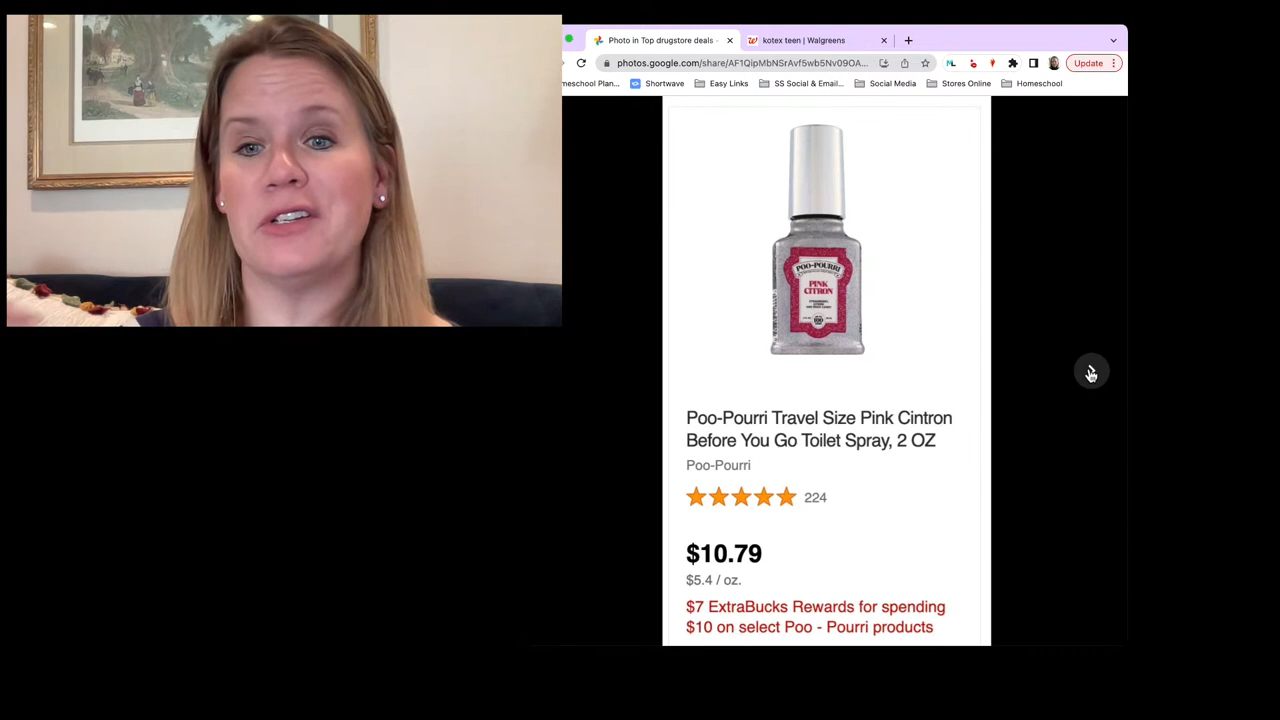 Photo in Top drugstore deals -
kotex teen | Walgreens
photos.google.com/share/AF1QipMbNSrAvf5wb5Nv09OA...
Update
meschool Plan...
Shortwave
Easy Links
SS Social & Email...
Social Media
Stores Online
Homeschool
POO-POURRI
PINK
CITRON
Poo-Pourri Travel Size Pink Cintron
Before You Go Toilet Spray, 2 OZ
Poo-Pourri
224
$10.79
$5.4 / oz.
$7 ExtraBucks Rewards for spending
$10 on select Poo - Pourri products